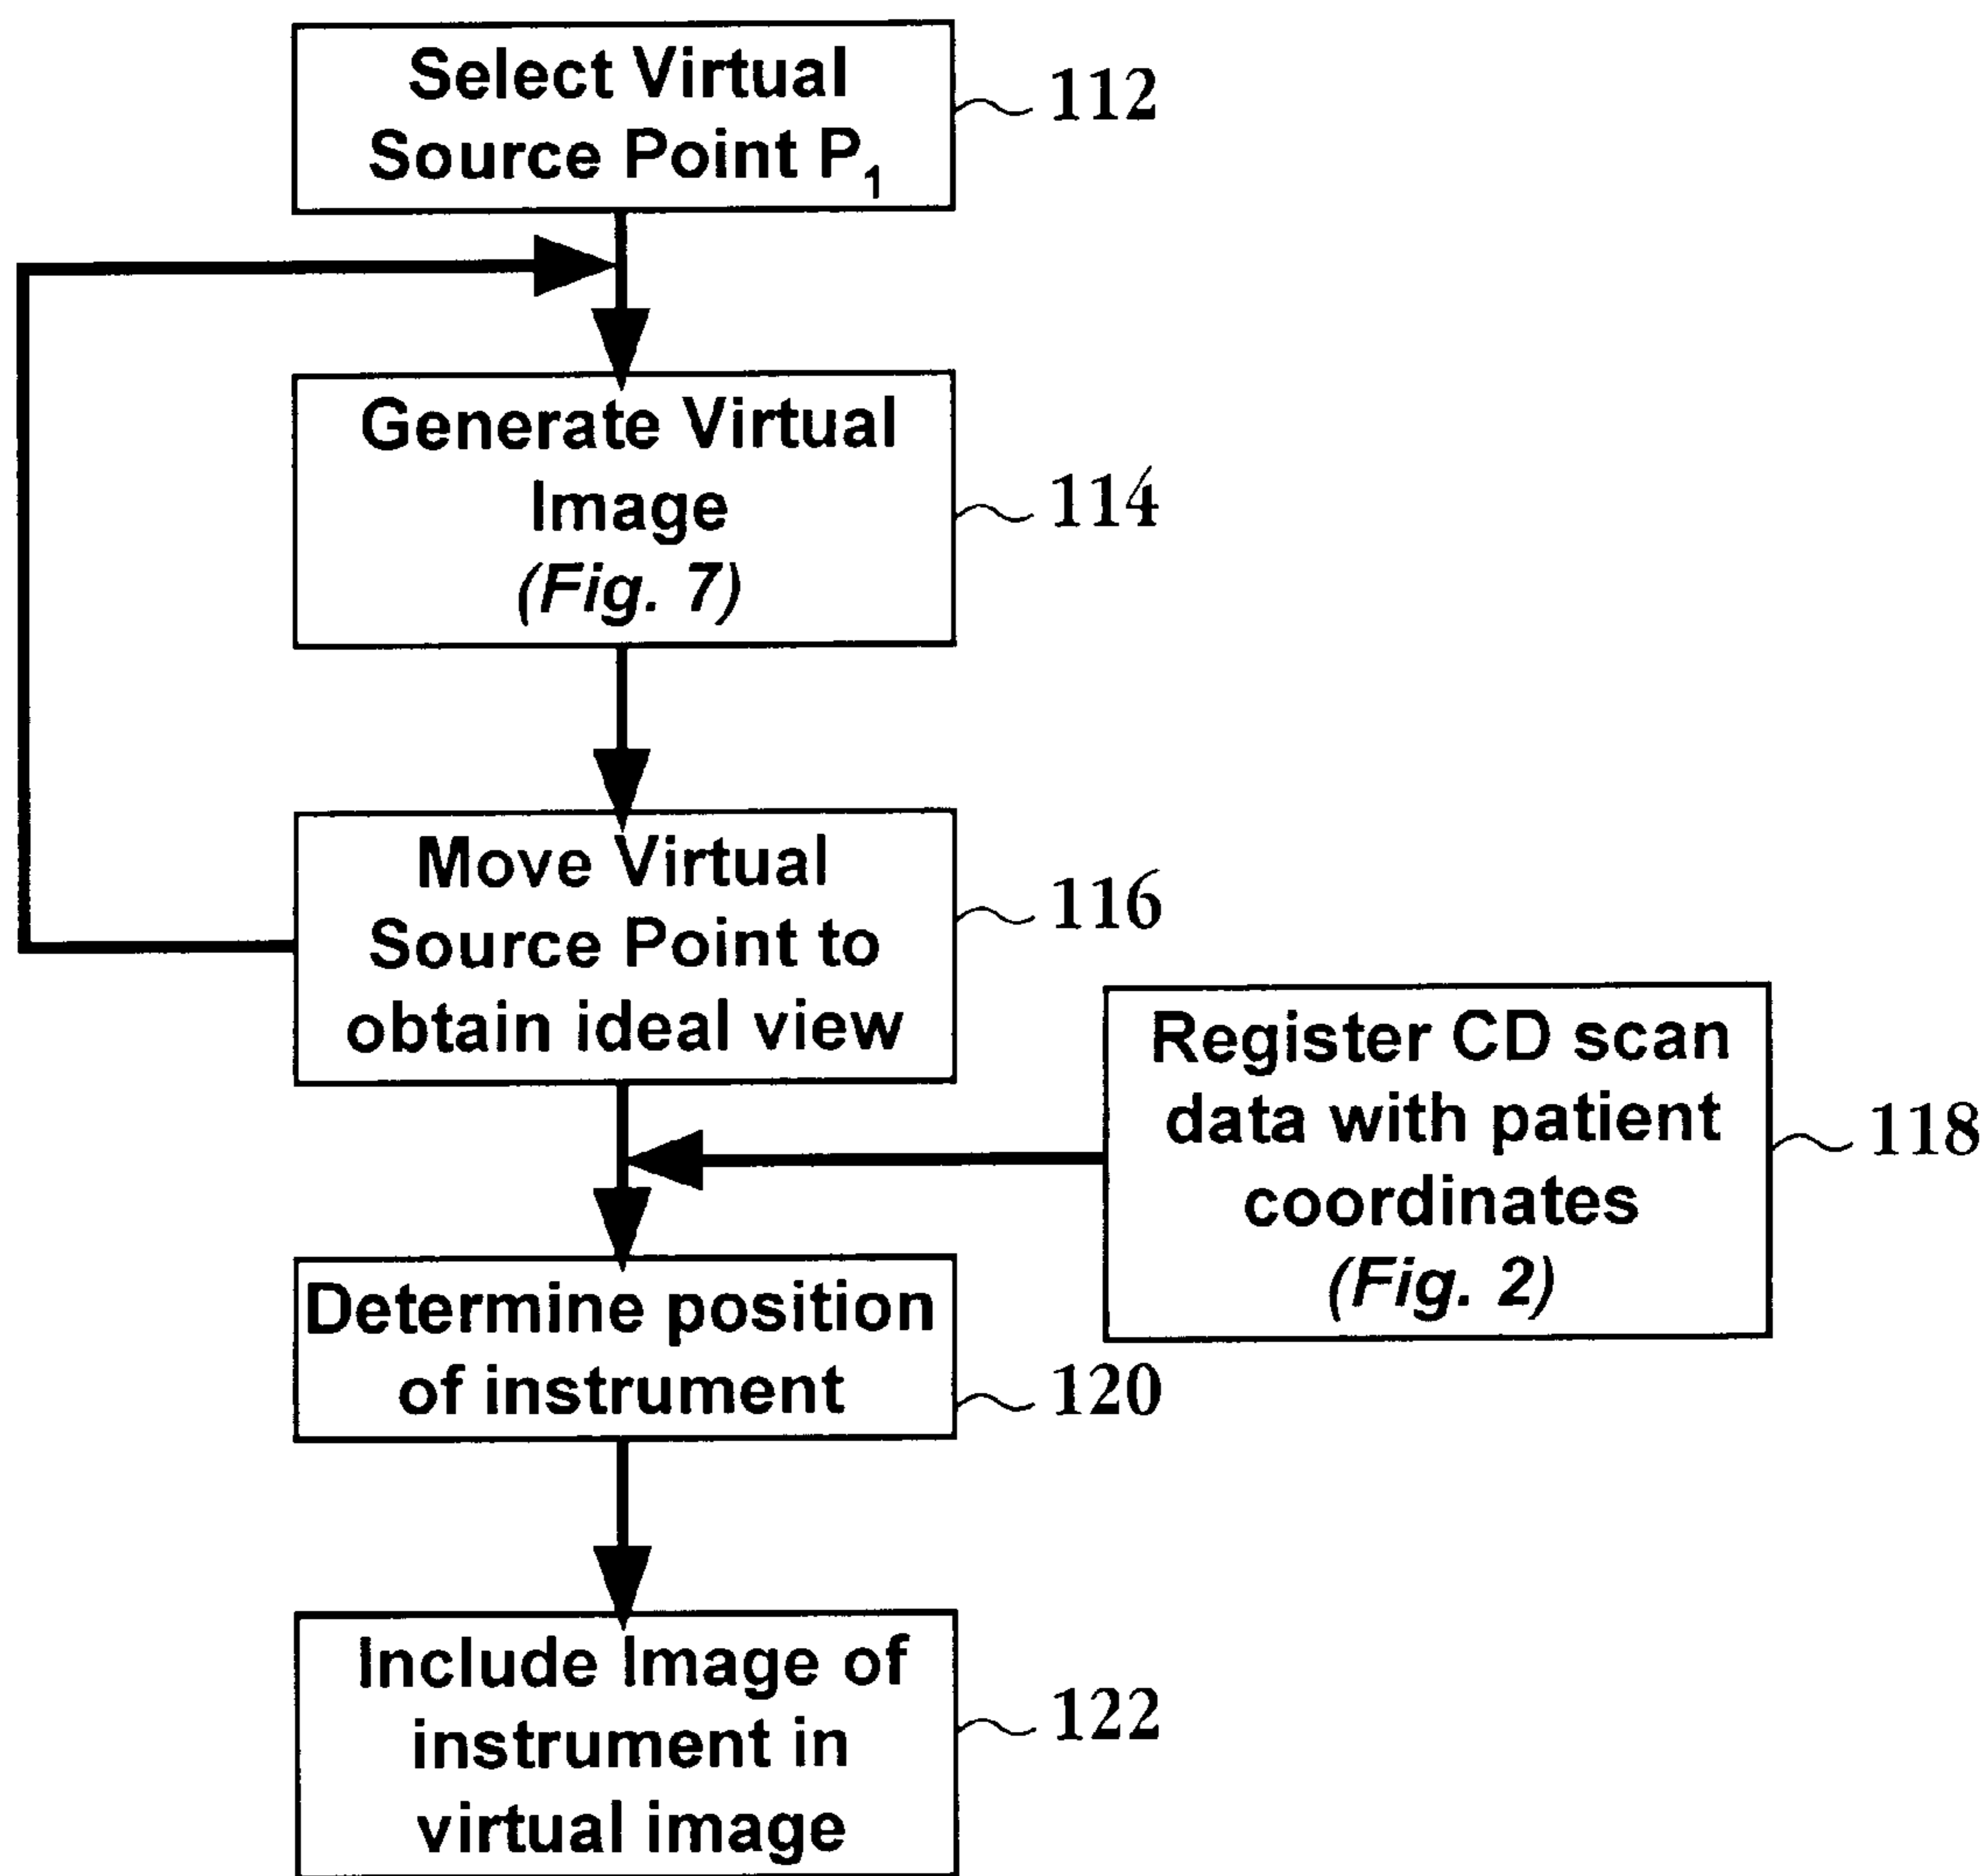 Select Virtual
Source Point P₁
112
Generate Virtual
Image
(Fig. 7)
114
Move Virtual
Source Point to
obtain ideal view
116
Register CD scan
data with patient
coordinates
(Fig. 2)
118
Determine position
of instrument
120
Include Image of
instrument in
virtual image
122